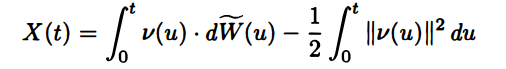 X(t) = ∫₀ᵗ ν(u) · dW̃(u) − 1/2 ∫₀ᵗ ‖ν(u)‖² du